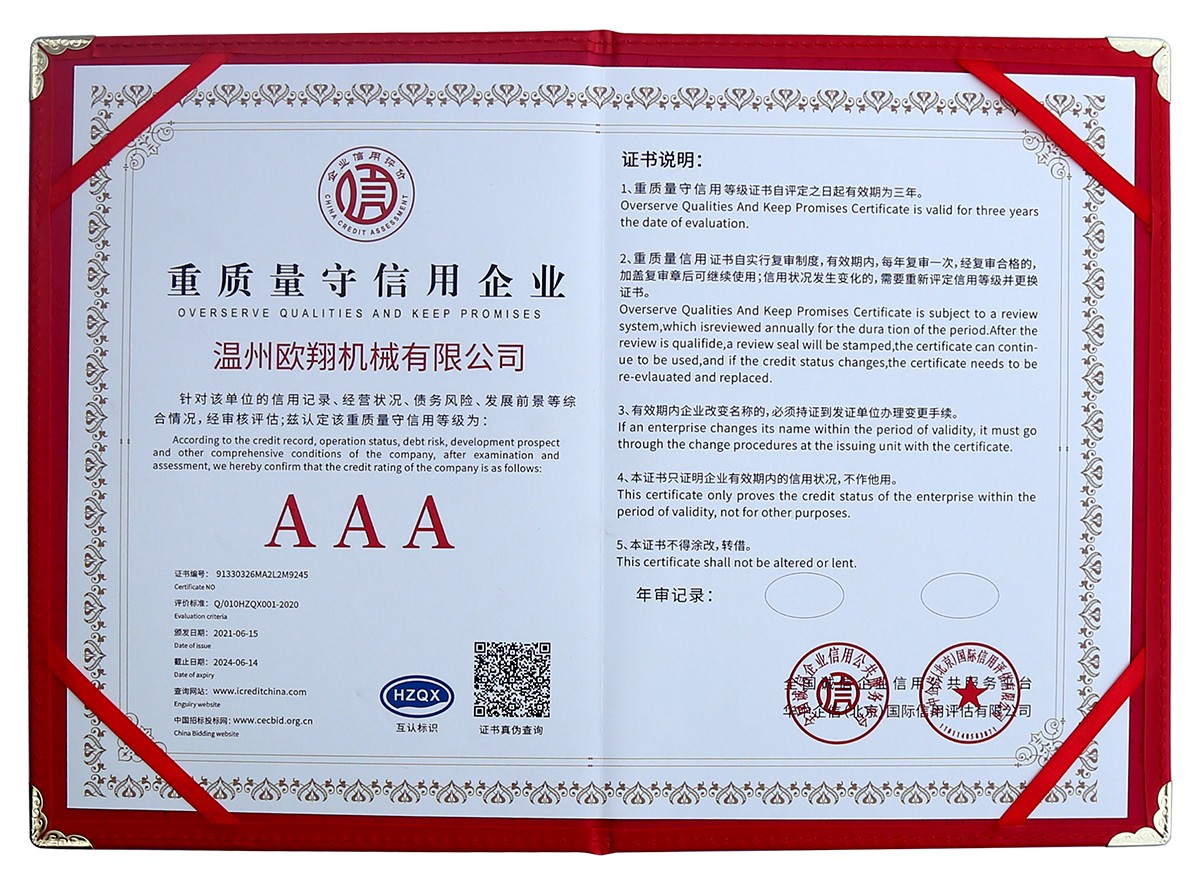 企业信用评价
信
CHINA CREDIT ASSESSMENT
重质量守信用企业
OVERSERVE QUALITIES AND KEEP PROMISES
温州欧翔机械有限公司
针对该单位的信用记录、经营状况、债务风险、发展前景等综
合情况,经审核评估;兹认定该重质量守信用等级为:
According to the credit record, operation status, debt risk, development prospect
and other comprehensive conditions of the company, after examination and
assessment, we hereby confirm that the credit rating of the company is as follows:
AAA
证书编号: 91330326MA2L2M9245
Certificate NO
评价标准: Q/010HZQX001-2020
Evaluation criteria
颁发日期: 2021-06-15
Date of issue
截止日期: 2024-06-14
Date of expiry
查询网站: www.icreditchina.com
Enguiry website
中国招标投标网: www.cecbid.org.cn
China Bidding website
HZQX
互认标识
证书真伪查询
证书说明:
1、重质量守信用等级证书自评定之日起有效期为三年。
Overserve Qualities And Keep Promises Certificate is valid for three years
the date of evaluation.
2、重质量信用证书自实行复审制度,有效期内,每年复审一次,经复审合格的,
加盖复审章后可继续使用;信用状况发生变化的,需要重新评定信用等级并更换
证书。
Overserve Qualities And Keep Promises Certificate is subject to a review
system,which isreviewed annually for the dura tion of the period.After the
review is qualifide,a review seal will be stamped,the certificate can contin-
ue to be used,and if the credit status changes,the certificate needs to be
re-evlauated and replaced.
3、有效期内企业改变名称的,必须持证到发证单位办理变更手续。
If an enterprise changes its name within the period of validity, it must go
through the change procedures at the issuing unit with the certificate.
4、本证书只证明企业有效期内的信用状况,不作他用。
This certificate only proves the credit status of the enterprise within the
period of validity, not for other purposes.
5、本证书不得涂改,转借。
This certificate shall not be altered or lent.
年审记录:
全国诚信企业信用公共服务平台
华中企信(北京)国际信用评估有限公司